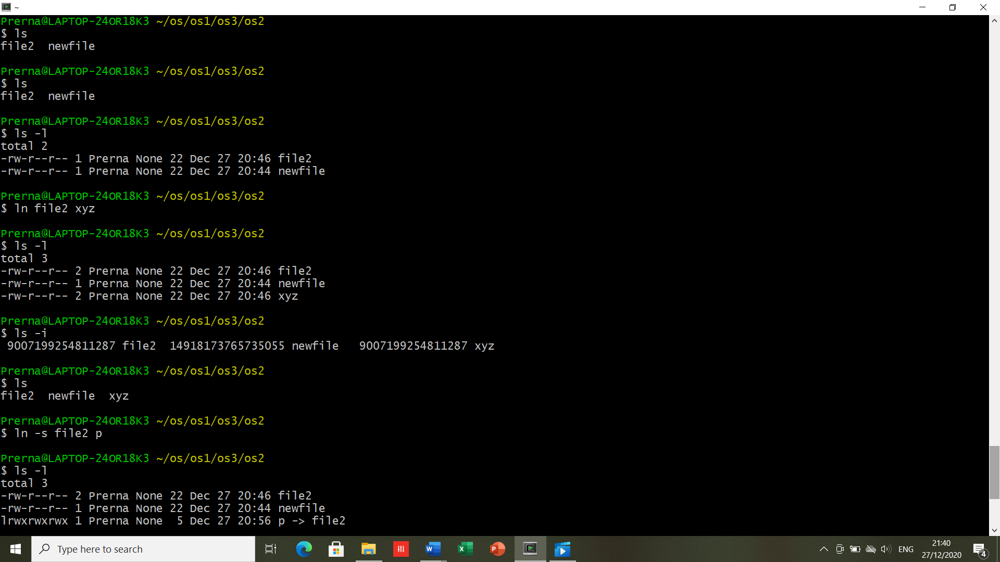 ~
Prerna@LAPTOP-24OR18K3 ~/os/os1/os3/os2
$ ls
file2  newfile
Prerna@LAPTOP-24OR18K3 ~/os/os1/os3/os2
$ ls
file2  newfile
Prerna@LAPTOP-24OR18K3 ~/os/os1/os3/os2
$ ls -l
total 2
-rw-r--r-- 1 Prerna None 22 Dec 27 20:46 file2
-rw-r--r-- 1 Prerna None 22 Dec 27 20:44 newfile
Prerna@LAPTOP-24OR18K3 ~/os/os1/os3/os2
$ ln file2 xyz
Prerna@LAPTOP-24OR18K3 ~/os/os1/os3/os2
$ ls -l
total 3
-rw-r--r-- 2 Prerna None 22 Dec 27 20:46 file2
-rw-r--r-- 1 Prerna None 22 Dec 27 20:44 newfile
-rw-r--r-- 2 Prerna None 22 Dec 27 20:46 xyz
Prerna@LAPTOP-24OR18K3 ~/os/os1/os3/os2
$ ls -i
 9007199254811287 file2  14918173765735055 newfile   9007199254811287 xyz
Prerna@LAPTOP-24OR18K3 ~/os/os1/os3/os2
$ ls
file2  newfile  xyz
Prerna@LAPTOP-24OR18K3 ~/os/os1/os3/os2
$ ln -s file2 p
Prerna@LAPTOP-24OR18K3 ~/os/os1/os3/os2
$ ls -l
total 3
-rw-r--r-- 2 Prerna None 22 Dec 27 20:46 file2
-rw-r--r-- 1 Prerna None 22 Dec 27 20:44 newfile
lrwxrwxrwx 1 Prerna None  5 Dec 27 20:56 p -> file2
Type here to search
W
X
P
ENG
21:40
27/12/2020
4